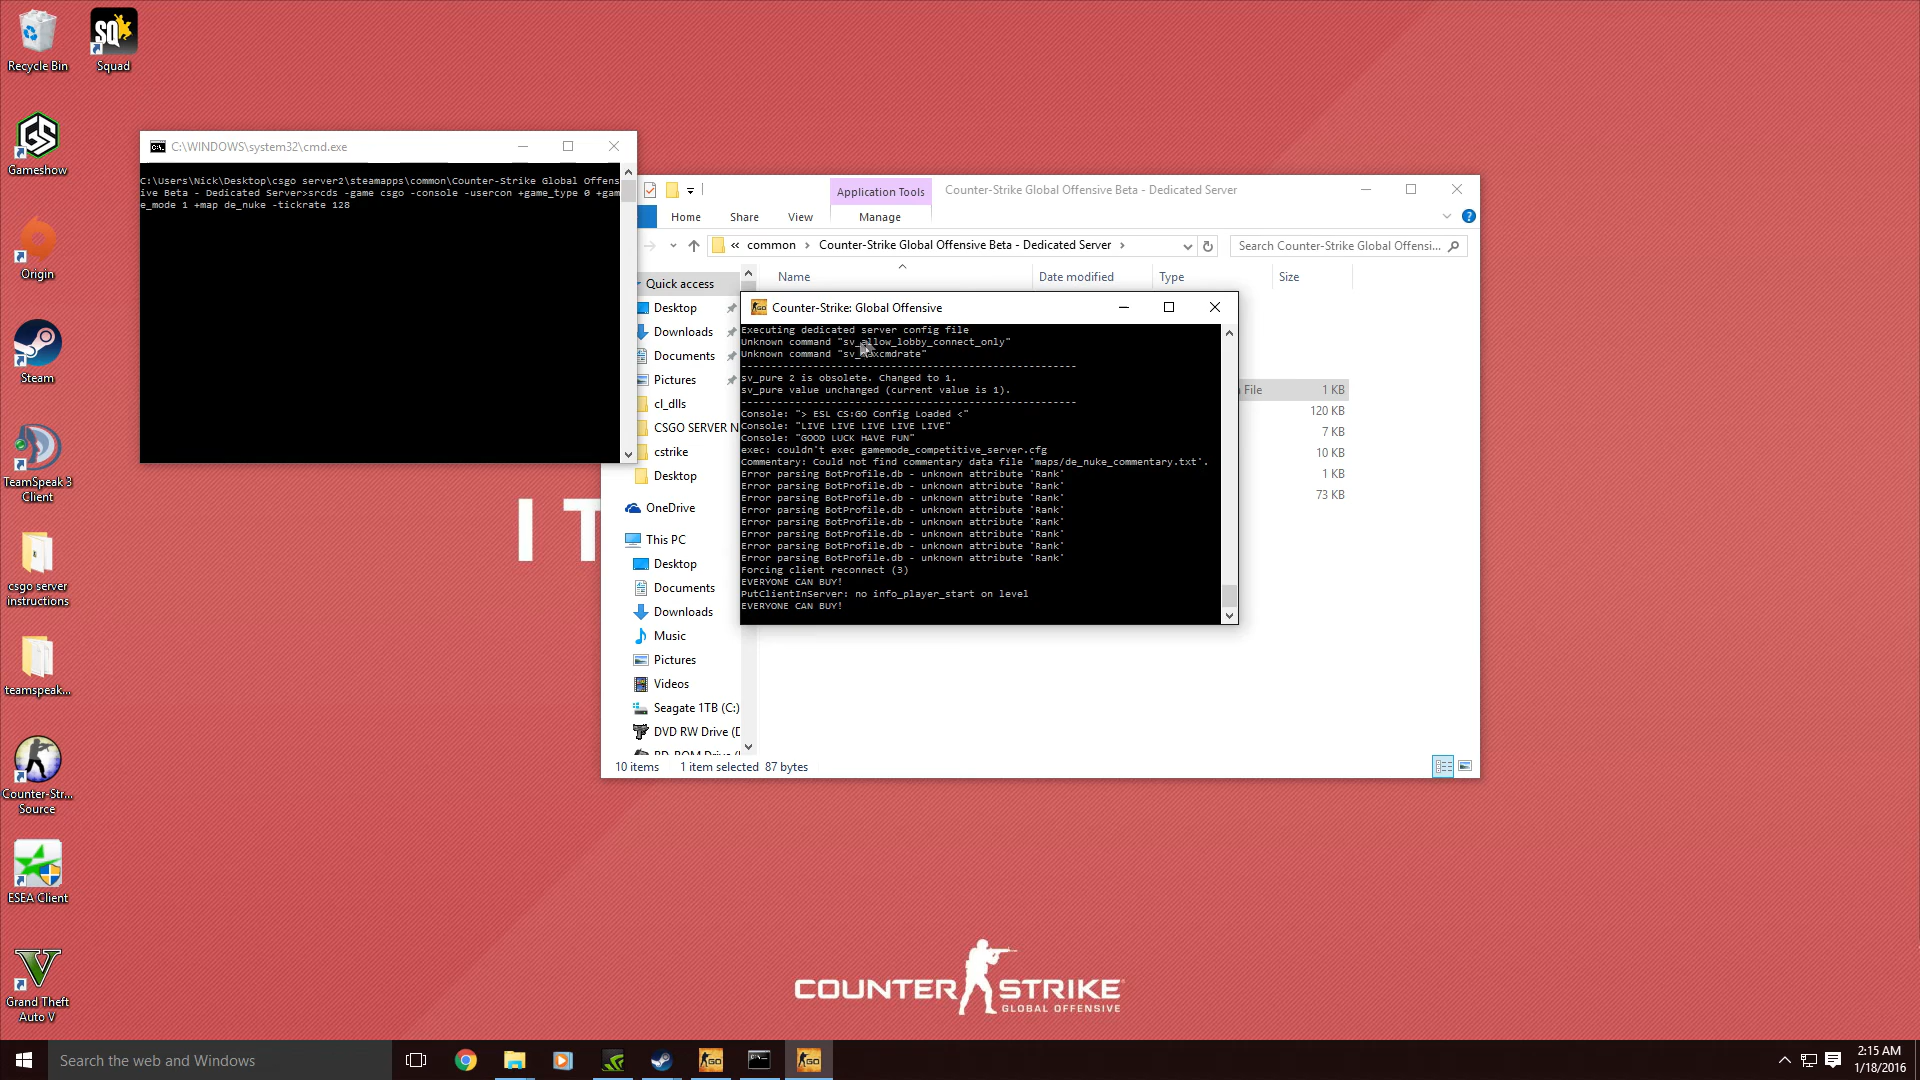 Recycle Bin
Squad
Gameshow
Origin
Steam
TeamSpeak 3
Client
csgo server
instructions
teamspeak...
Counter-Str...
Source
ESEA Client
Grand Theft
Auto V
C:\WINDOWS\system32\cmd.exe
C:\Users\Nick\Desktop\csgo server2\steamapps\common\Counter-Strike Global Offens
ive Beta - Dedicated Server>srcds -game csgo -console -usercon +game_type 0 +gam
e_mode 1 +map de_nuke -tickrate 128
I T
Application Tools
Counter-Strike Global Offensive Beta - Dedicated Server
Home
Share
View
Manage
« common > Counter-Strike Global Offensive Beta - Dedicated Server >
Search Counter-Strike Global Offensi...
Name
Date modified
Type
Size
Quick access
Desktop
Downloads
Documents
Pictures
cl_dlls
CSGO SERVER N
cstrike
Desktop
OneDrive
This PC
Desktop
Documents
Downloads
Music
Pictures
Videos
Seagate 1TB (C:)
DVD RW Drive (D
File
1 KB
120 KB
7 KB
10 KB
1 KB
73 KB
10 items
1 item selected 87 bytes
Counter-Strike: Global Offensive
Executing dedicated server config file
Unknown command "sv_allow_lobby_connect_only"
Unknown command "sv_maxcmdrate"
--------------------------------------------------------
sv_pure 2 is obsolete. Changed to 1.
sv_pure value unchanged (current value is 1).
--------------------------------------------------------
Console: "> ESL CS:GO Config Loaded <"
Console: "LIVE LIVE LIVE LIVE LIVE"
Console: "GOOD LUCK HAVE FUN"
exec: couldn't exec gamemode_competitive_server.cfg
Commentary: Could not find commentary data file 'maps/de_nuke_commentary.txt'.
Error parsing BotProfile.db - unknown attribute 'Rank'
Error parsing BotProfile.db - unknown attribute 'Rank'
Error parsing BotProfile.db - unknown attribute 'Rank'
Error parsing BotProfile.db - unknown attribute 'Rank'
Error parsing BotProfile.db - unknown attribute 'Rank'
Error parsing BotProfile.db - unknown attribute 'Rank'
Error parsing BotProfile.db - unknown attribute 'Rank'
Error parsing BotProfile.db - unknown attribute 'Rank'
Forcing client reconnect (3)
EVERYONE CAN BUY!
PutClientInServer: no info_player_start on level
EVERYONE CAN BUY!
COUNTER STRIKE
GLOBAL OFFENSIVE
Search the web and Windows
2:15 AM
1/18/2016